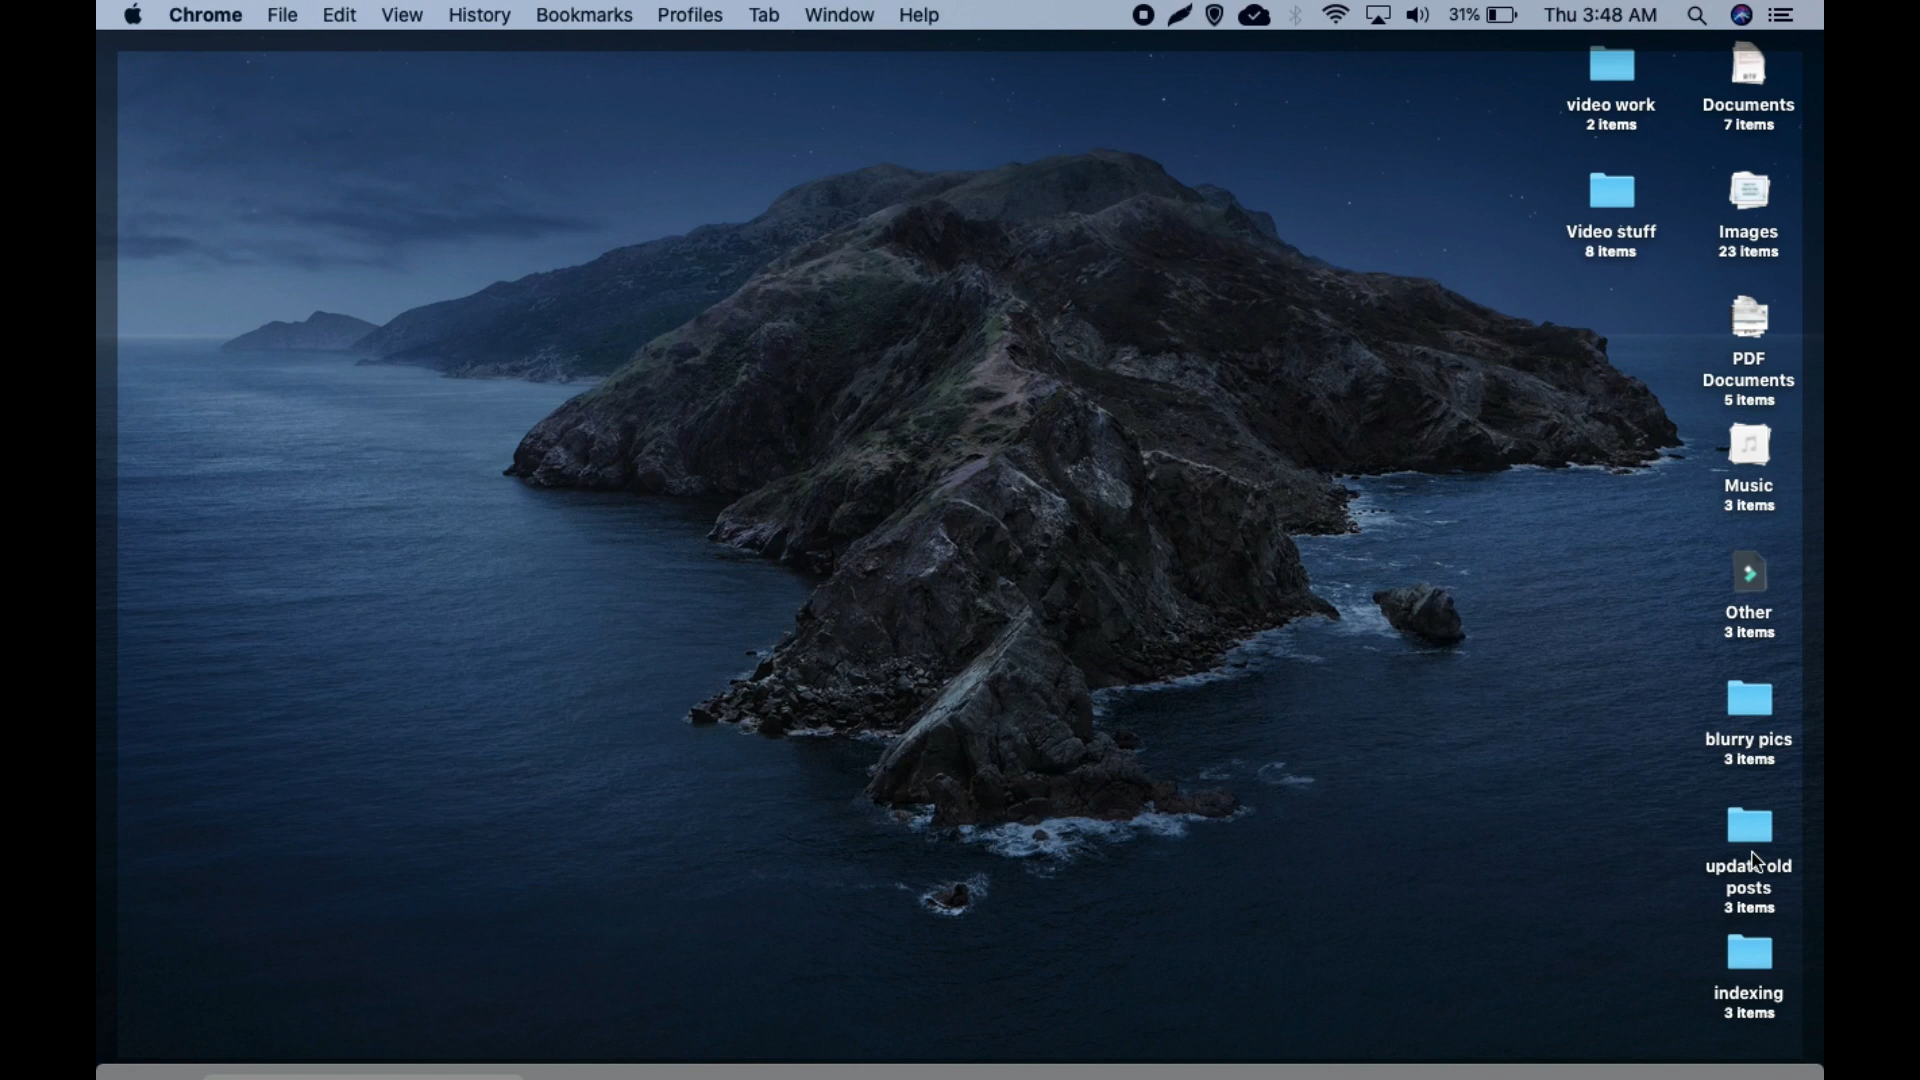 Chrome File Edit View History Bookmarks Profiles Tab Window Help 31% Thu 3:48 AM
video work
2 items
Documents
7 items
Video stuff
8 items
Images
23 items
PDF
Documents
5 items
Music
3 items
Other
3 items
blurry pics
3 items
update old
posts
3 items
indexing
3 items